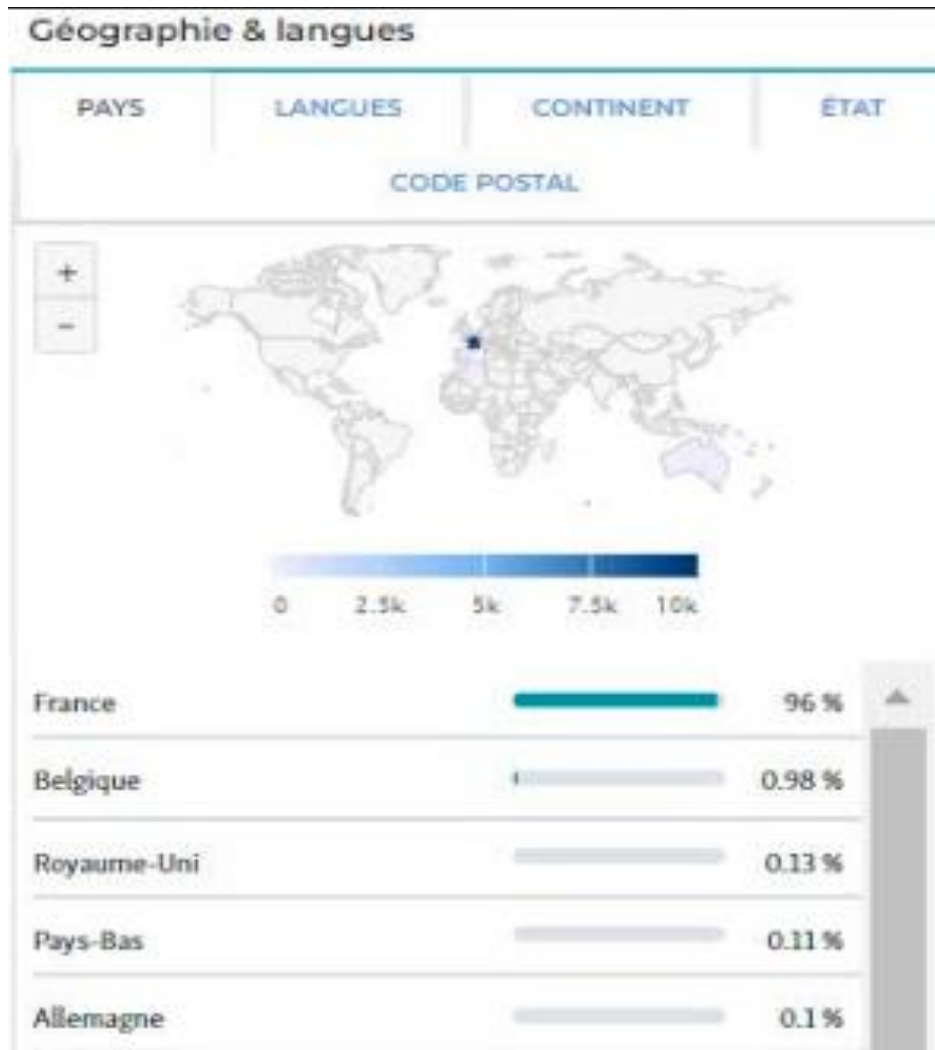 Géographie & langues
PAYS LANGUES CONTINENT ÉTAT
CODE POSTAL
+
-
0 2.5k 5k 7.5k 10k
France 96 %
Belgique 0.98 %
Royaume-Uni 0.13 %
Pays-Bas 0.11 %
Allemagne 0.1 %